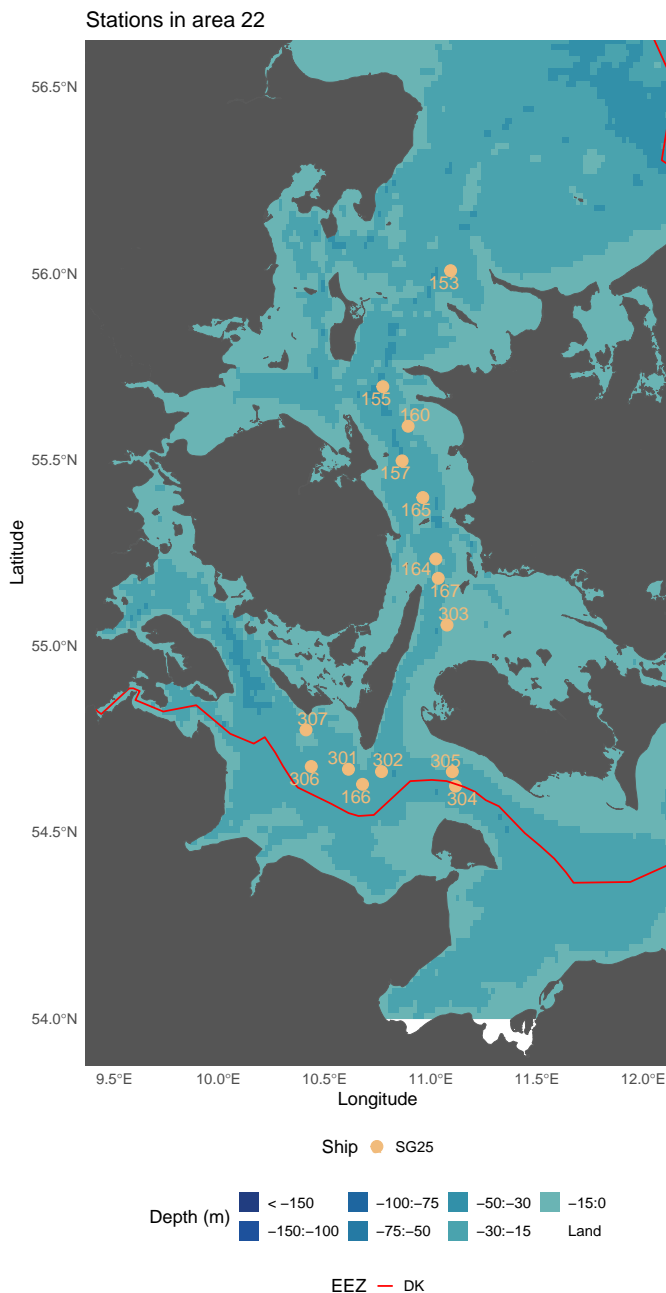 Stations in area 22
56.5°N
56.0°N
55.5°N
55.0°N
54.5°N
54.0°N
Latitude
153
155
160
157
165
164
167
303
307
301
302
305
306
166
304
9.5°E 10.0°E 10.5°E 11.0°E 11.5°E 12.0°E
Longitude
Ship SG25
Depth (m)
< −150 −100:−75 −50:−30 −15:0
−150:−100 −75:−50 −30:−15 Land
EEZ DK